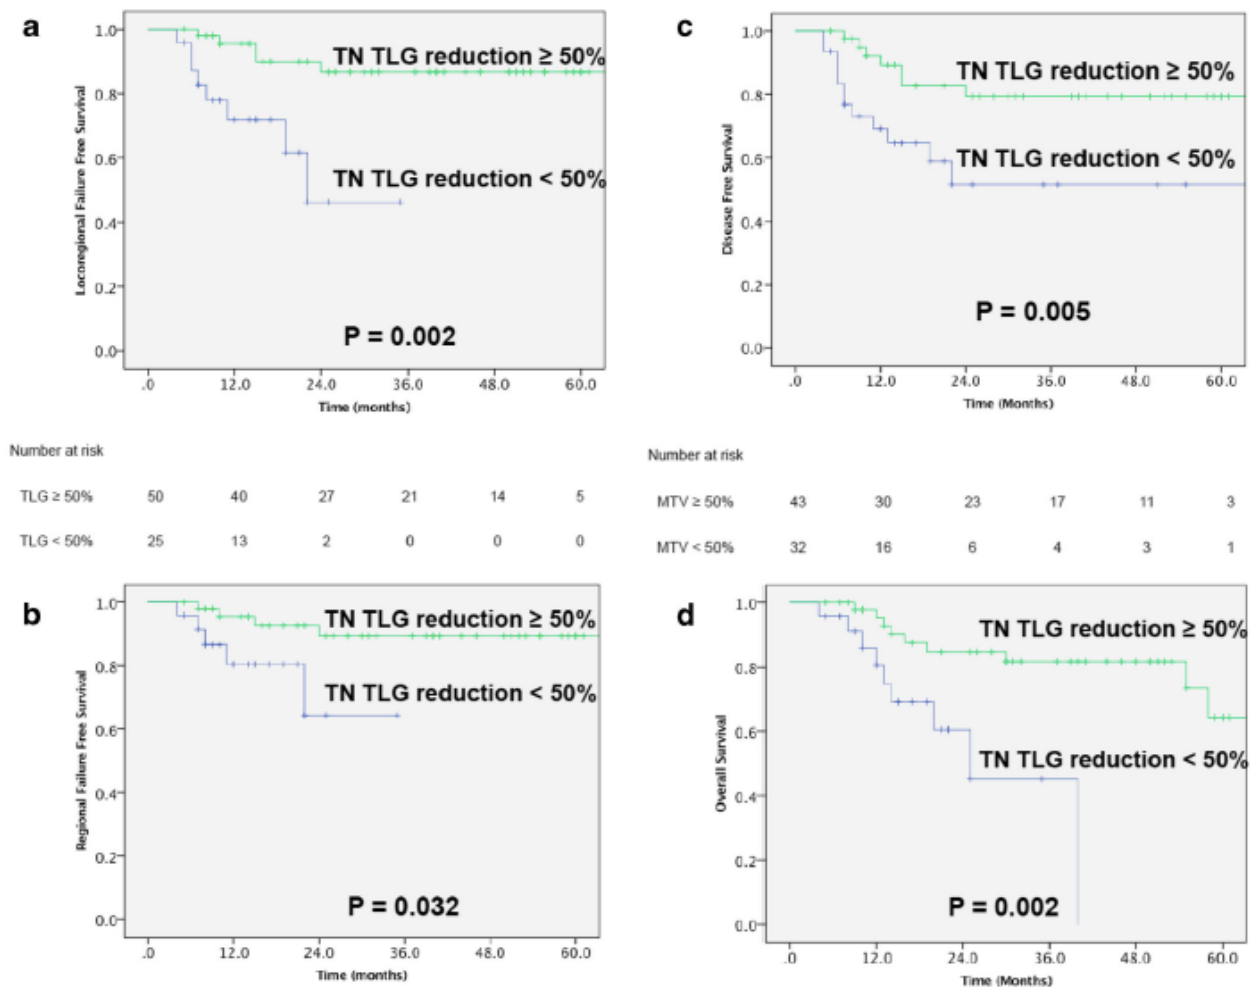 a
1.0
0.8
0.6
0.4
0.2
0.0
Locoregional Failure Free Survival
TN TLG reduction ≥ 50%
TN TLG reduction < 50%
P = 0.002
.0 12.0 24.0 36.0 48.0 60.0
Time (months)
Number at risk
TLG ≥ 50% 50 40 27 21 14 5
TLG < 50% 25 13 2 0 0 0
c
1.0
0.8
0.6
0.4
0.2
0.0
Disease Free Survival
TN TLG reduction ≥ 50%
TN TLG reduction < 50%
P = 0.005
.0 12.0 24.0 36.0 48.0 60.0
Time (Months)
Number at risk
MTV ≥ 50% 43 30 23 17 11 3
MTV < 50% 32 16 6 4 3 1
b
1.0
0.8
0.6
0.4
0.2
0.0
Regional Failure Free Survival
TN TLG reduction ≥ 50%
TN TLG reduction < 50%
P = 0.032
.0 12.0 24.0 36.0 48.0 60.0
Time (months)
d
1.0
0.8
0.6
0.4
0.2
0.0
Overall Survival
TN TLG reduction ≥ 50%
TN TLG reduction < 50%
P = 0.002
.0 12.0 24.0 36.0 48.0 60.0
Time (Months)